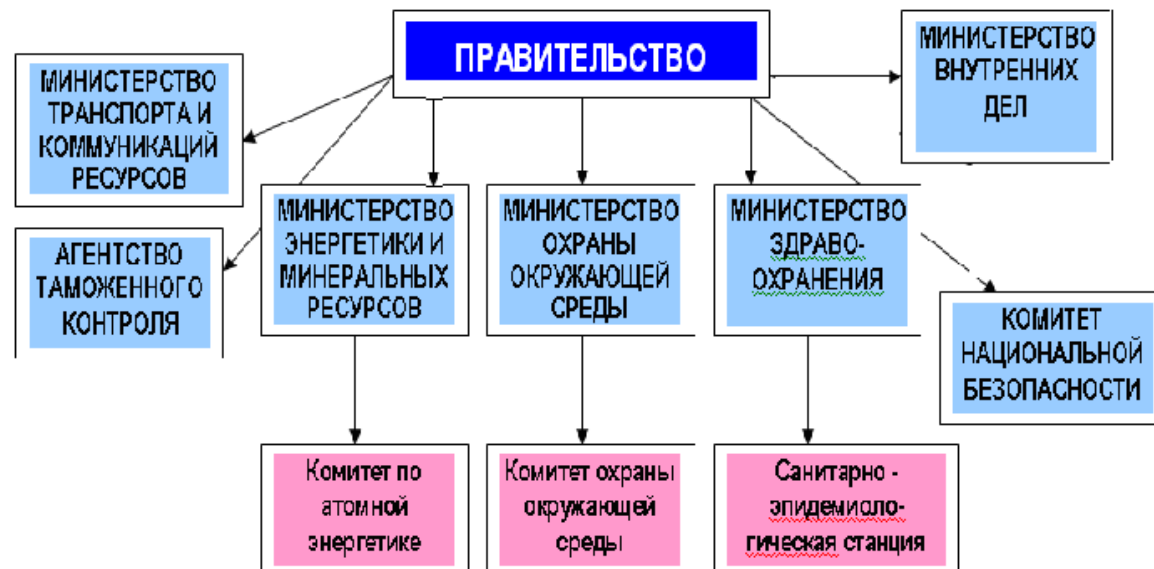 ПРАВИТЕЛЬСТВО
МИНИСТЕРСТВО
ВНУТРЕННИХ
ДЕЛ
МИНИСТЕРСТВО
ТРАНСПОРТА И
КОММУНИКАЦИЙ
РЕСУРСОВ
МИНИСТЕРСТВО
ЭНЕРГЕТИКИ И
МИНЕРАЛЬНЫХ
РЕСУРСОВ
МИНИСТЕРСТВО
ОХРАНЫ
ОКРУЖАЮЩЕЙ
СРЕДЫ
МИНИСТЕРСТВО
ЗДРАВО-
ОХРАНЕНИЯ
АГЕНТСТВО
ТАМОЖЕННОГО
КОНТРОЛЯ
КОМИТЕТ
НАЦИОНАЛЬНОЙ
БЕЗОПАСНОСТИ
Комитет по
атомной
энергетике
Комитет охраны
окружающей
среды
Санитарно -
эпидемиоло-
гическая станция